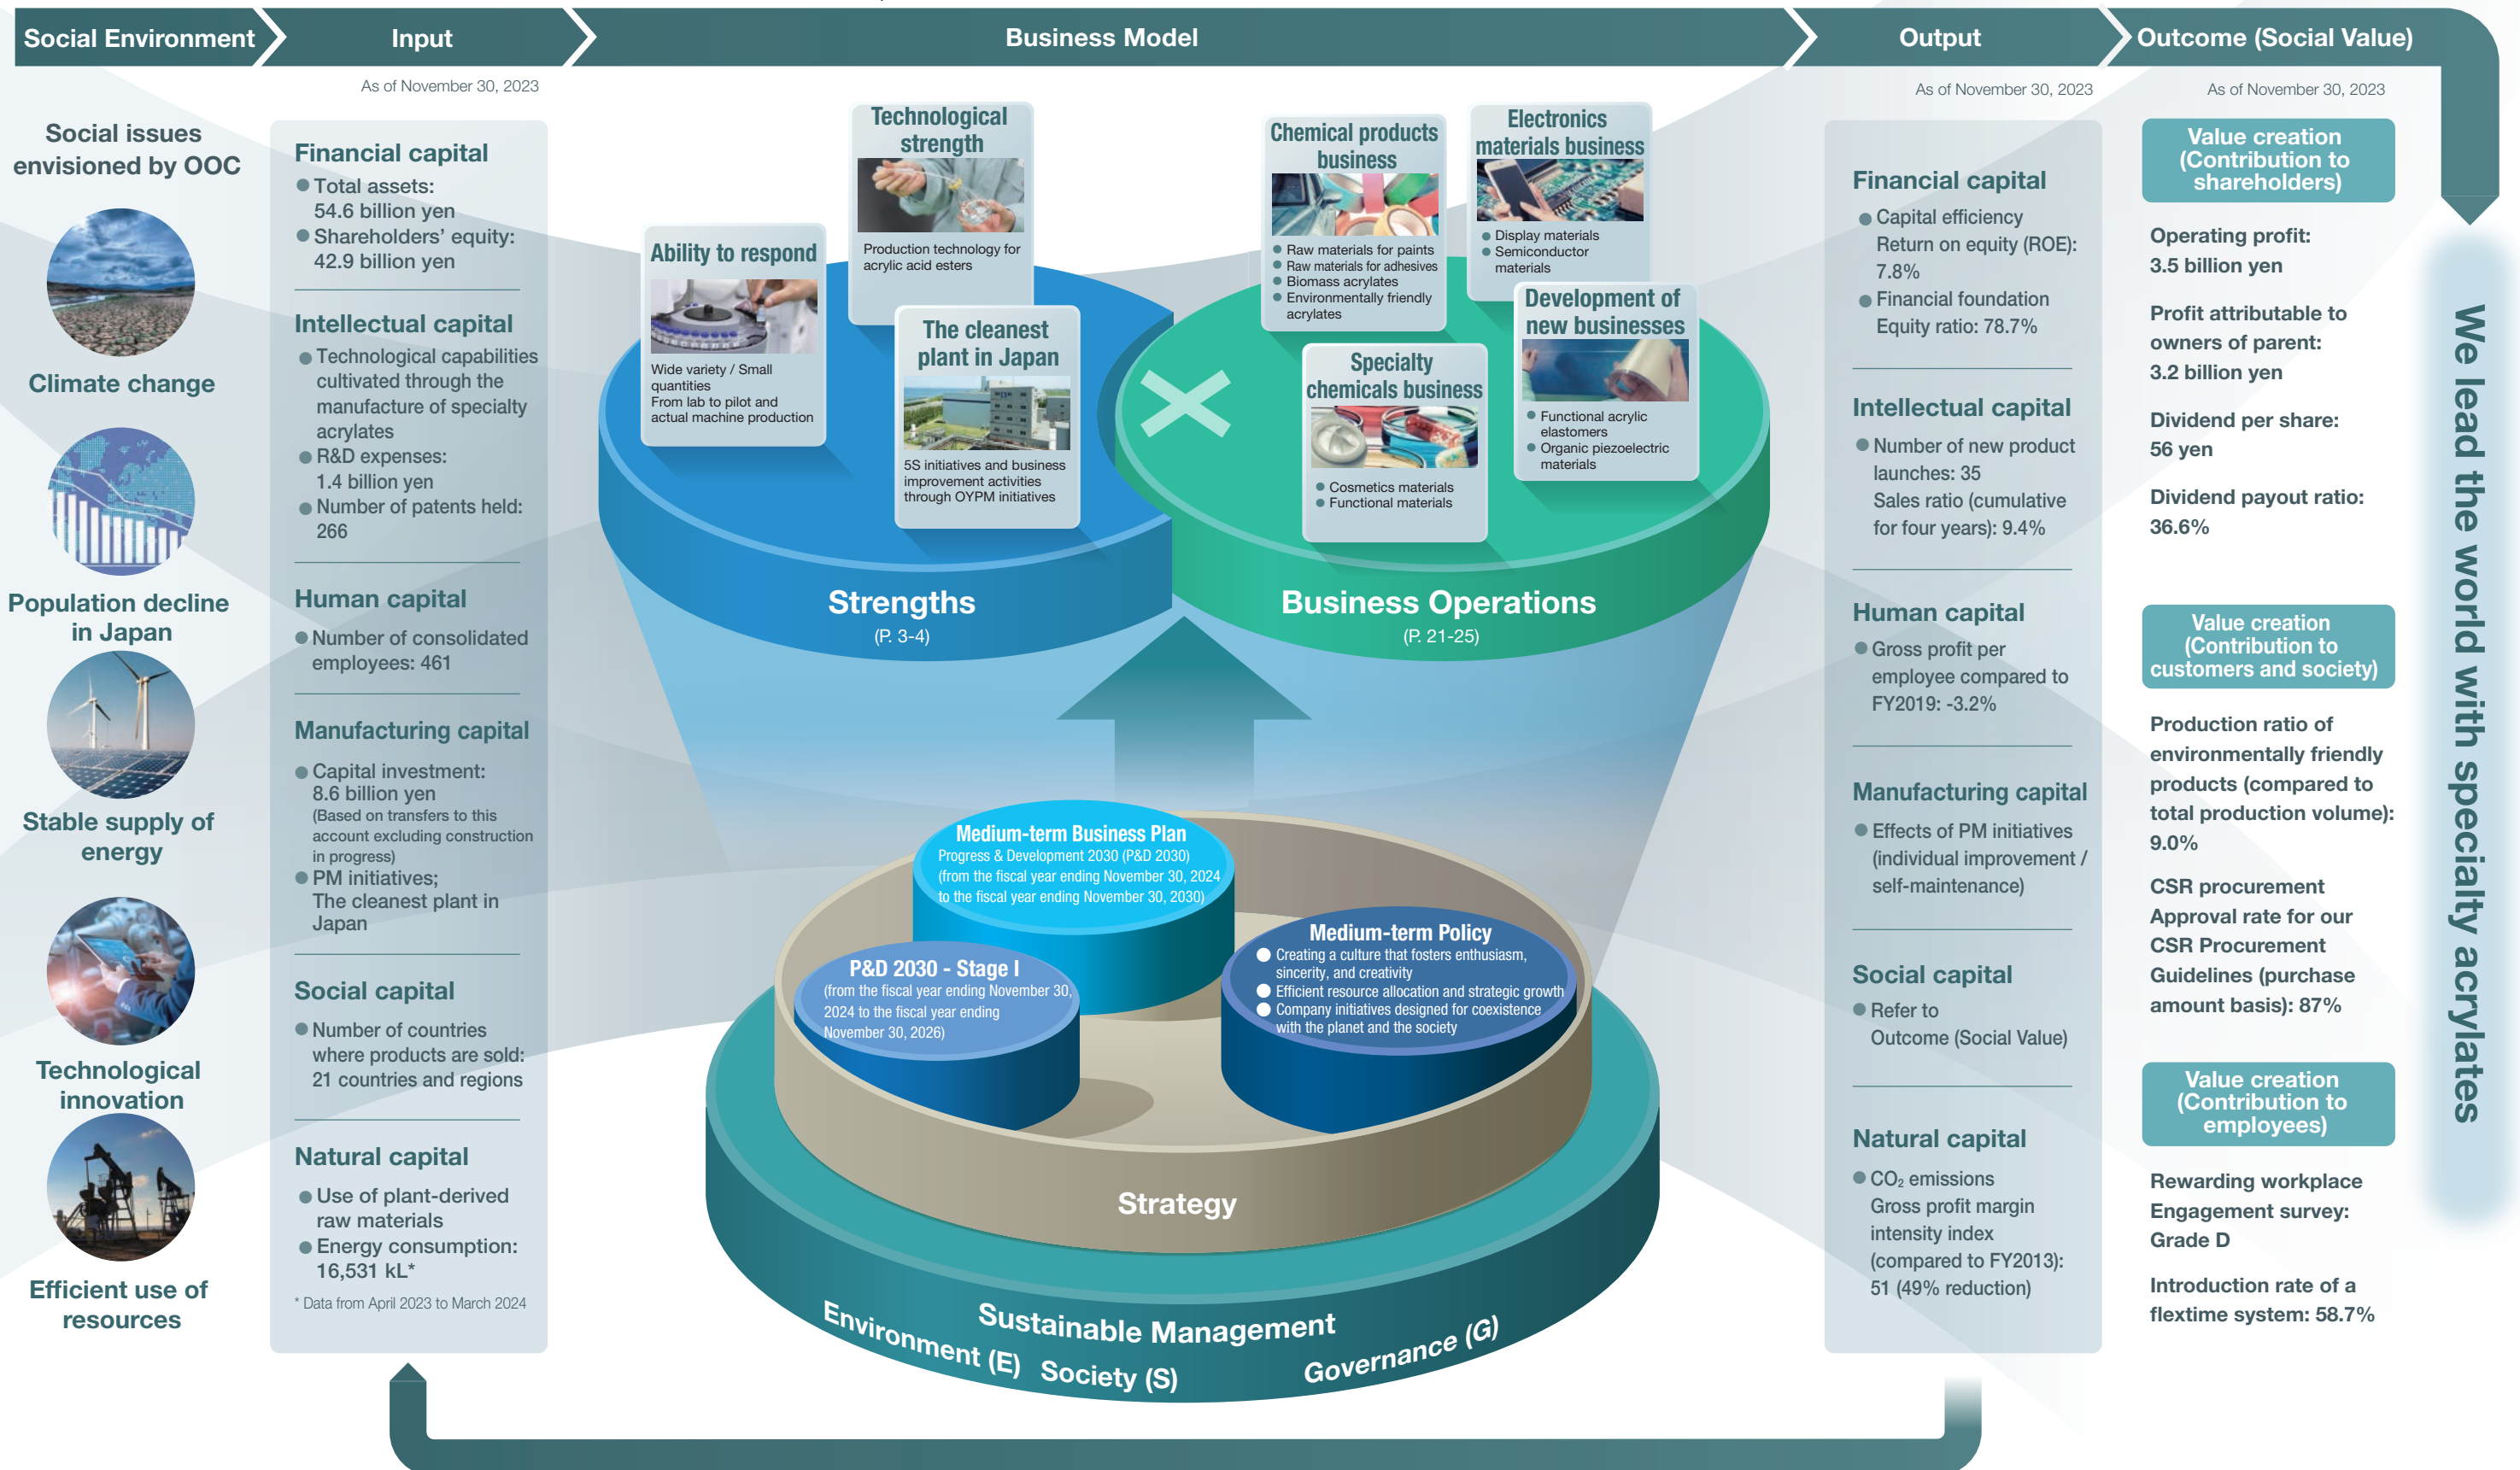 Social Environment
Input
Business Model
Output
Outcome (Social Value)
As of November 30, 2023
As of November 30, 2023
As of November 30, 2023
Social issues
envisioned by OOC
Climate change
Population decline
in Japan
Stable supply of
energy
Technological
innovation
Efficient use of
resources
Financial capital
● Total assets:
54.6 billion yen
● Shareholders’ equity:
42.9 billion yen
Intellectual capital
● Technological capabilities
cultivated through the
manufacture of specialty
acrylates
● R&D expenses:
1.4 billion yen
● Number of patents held:
266
Human capital
● Number of consolidated
employees: 461
Manufacturing capital
● Capital investment:
8.6 billion yen
(Based on transfers to this
account excluding construction
in progress)
● PM initiatives;
The cleanest plant in
Japan
Social capital
● Number of countries
where products are sold:
21 countries and regions
Natural capital
● Use of plant-derived
raw materials
● Energy consumption:
16,531 kL*
* Data from April 2023 to March 2024
Ability to respond
Wide variety / Small
quantities
From lab to pilot and
actual machine production
Technological
strength
Production technology for
acrylic acid esters
The cleanest
plant in Japan
5S initiatives and business
improvement activities
through OYPM initiatives
Strengths
(P. 3-4)
Chemical products
business
● Raw materials for paints
● Raw materials for adhesives
● Biomass acrylates
● Environmentally friendly
acrylates
Electronics
materials business
● Display materials
● Semiconductor
materials
Specialty
chemicals business
● Cosmetics materials
● Functional materials
Development of
new businesses
● Functional acrylic
elastomers
● Organic piezoelectric
materials
Business Operations
(P. 21-25)
Medium-term Business Plan
Progress & Development 2030 (P&D 2030)
(from the fiscal year ending November 30, 2024
to the fiscal year ending November 30, 2030)
P&D 2030 - Stage I
(from the fiscal year ending November 30,
2024 to the fiscal year ending
November 30, 2026)
Medium-term Policy
● Creating a culture that fosters enthusiasm,
sincerity, and creativity
● Efficient resource allocation and strategic growth
● Company initiatives designed for coexistence
with the planet and the society
Strategy
Sustainable Management
Environment (E)
Society (S)
Governance (G)
Financial capital
● Capital efficiency
Return on equity (ROE):
7.8%
● Financial foundation
Equity ratio: 78.7%
Intellectual capital
● Number of new product
launches: 35
Sales ratio (cumulative
for four years): 9.4%
Human capital
● Gross profit per
employee compared to
FY2019: -3.2%
Manufacturing capital
● Effects of PM initiatives
(individual improvement /
self-maintenance)
Social capital
● Refer to
Outcome (Social Value)
Natural capital
● CO₂ emissions
Gross profit margin
intensity index
(compared to FY2013):
51 (49% reduction)
Value creation
(Contribution to
shareholders)
Operating profit:
3.5 billion yen
Profit attributable to
owners of parent:
3.2 billion yen
Dividend per share:
56 yen
Dividend payout ratio:
36.6%
Value creation
(Contribution to
customers and society)
Production ratio of
environmentally friendly
products (compared to
total production volume):
9.0%
CSR procurement
Approval rate for our
CSR Procurement
Guidelines (purchase
amount basis): 87%
Value creation
(Contribution to
employees)
Rewarding workplace
Engagement survey:
Grade D
Introduction rate of a
flextime system: 58.7%
We lead the world with specialty acrylates